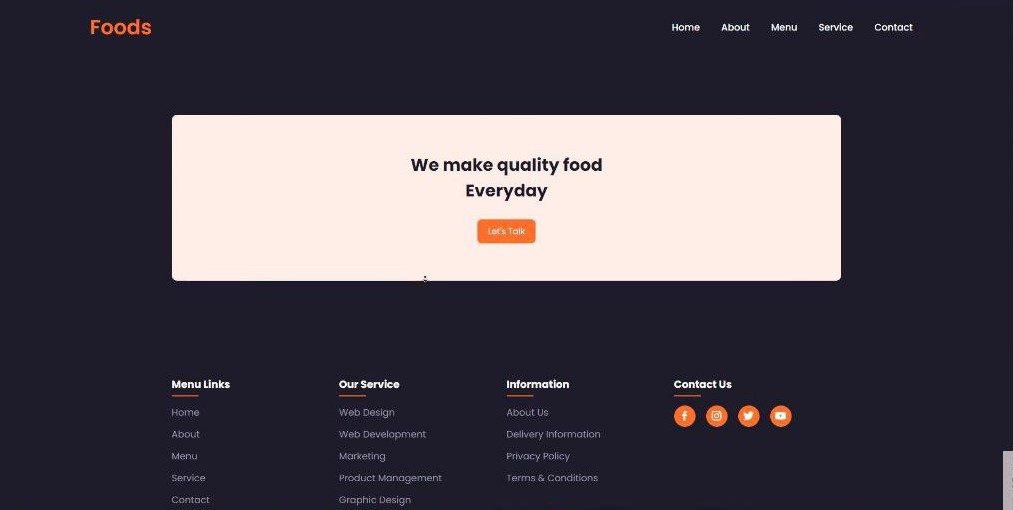 Foods
Home About Menu Service Contact
We make quality food
Everyday
Let's Talk
Menu Links
Home
About
Menu
Service
Contact
Our Service
Web Design
Web Development
Marketing
Product Management
Graphic Design
Information
About Us
Delivery Information
Privacy Policy
Terms & Conditions
Contact Us